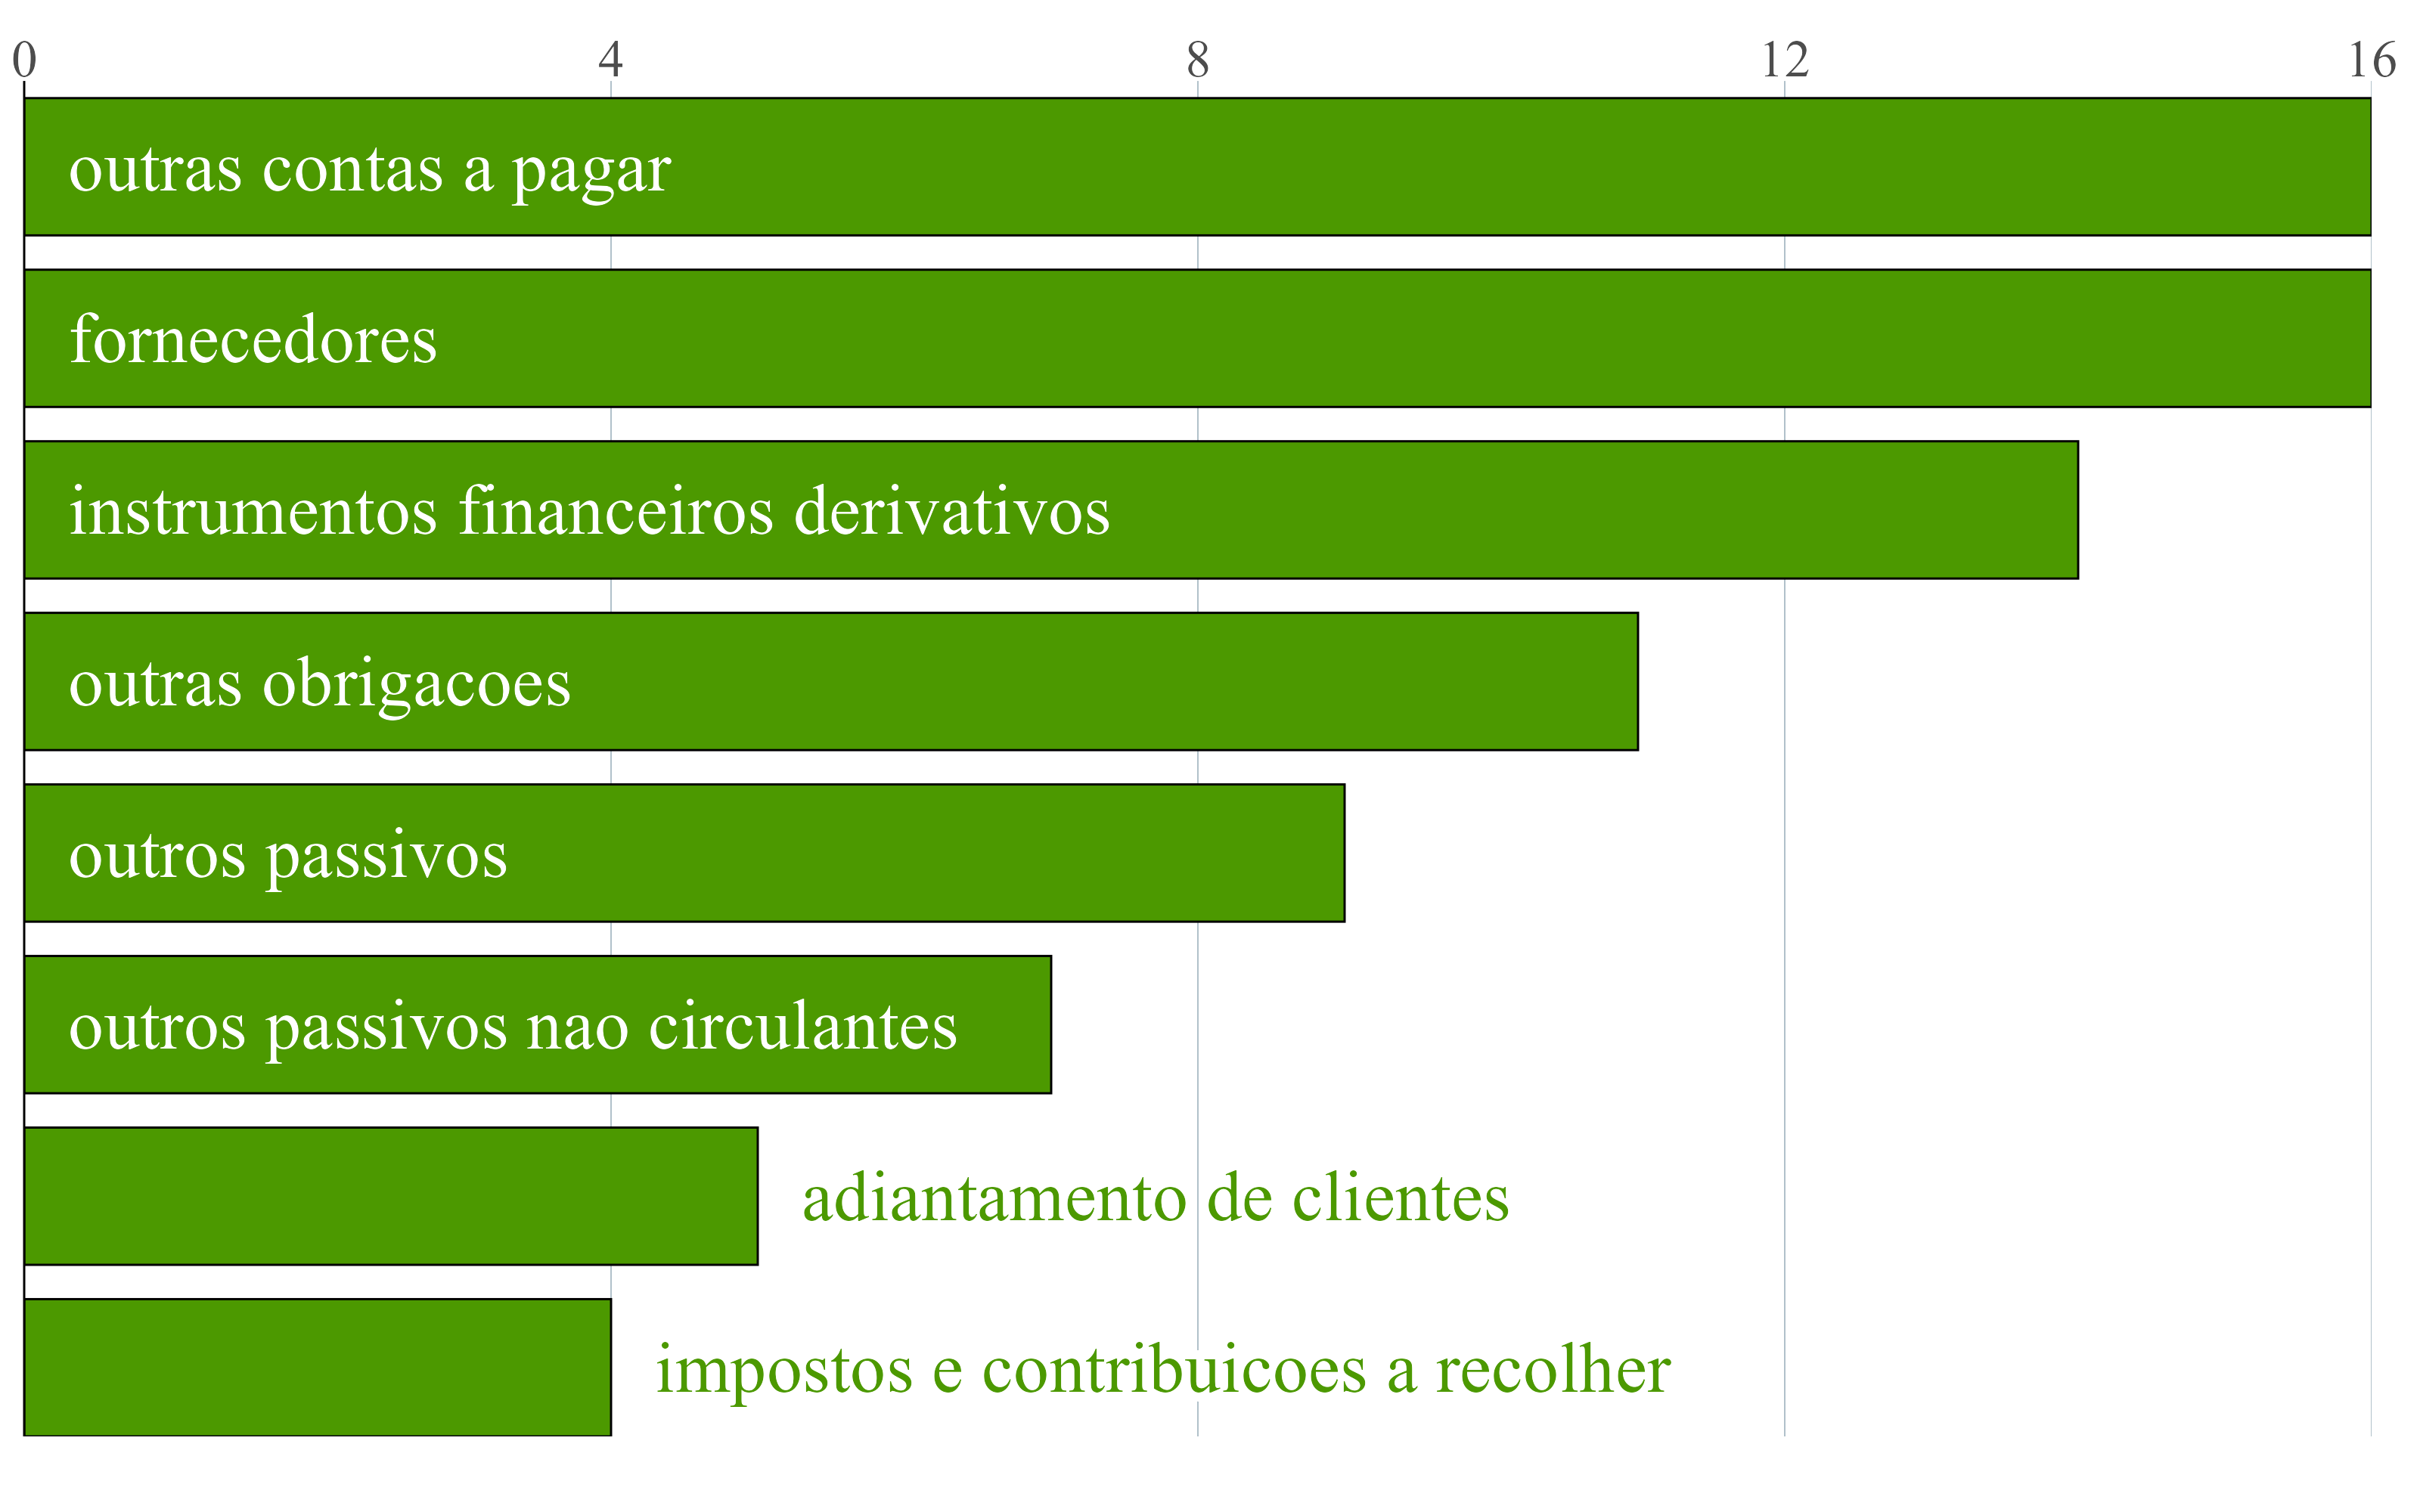 0 4 8 12 16
outras contas a pagar
fornecedores
instrumentos financeiros derivativos
outras obrigacoes
outros passivos
outros passivos nao circulantes
adiantamento de clientes
impostos e contribuicoes a recolher